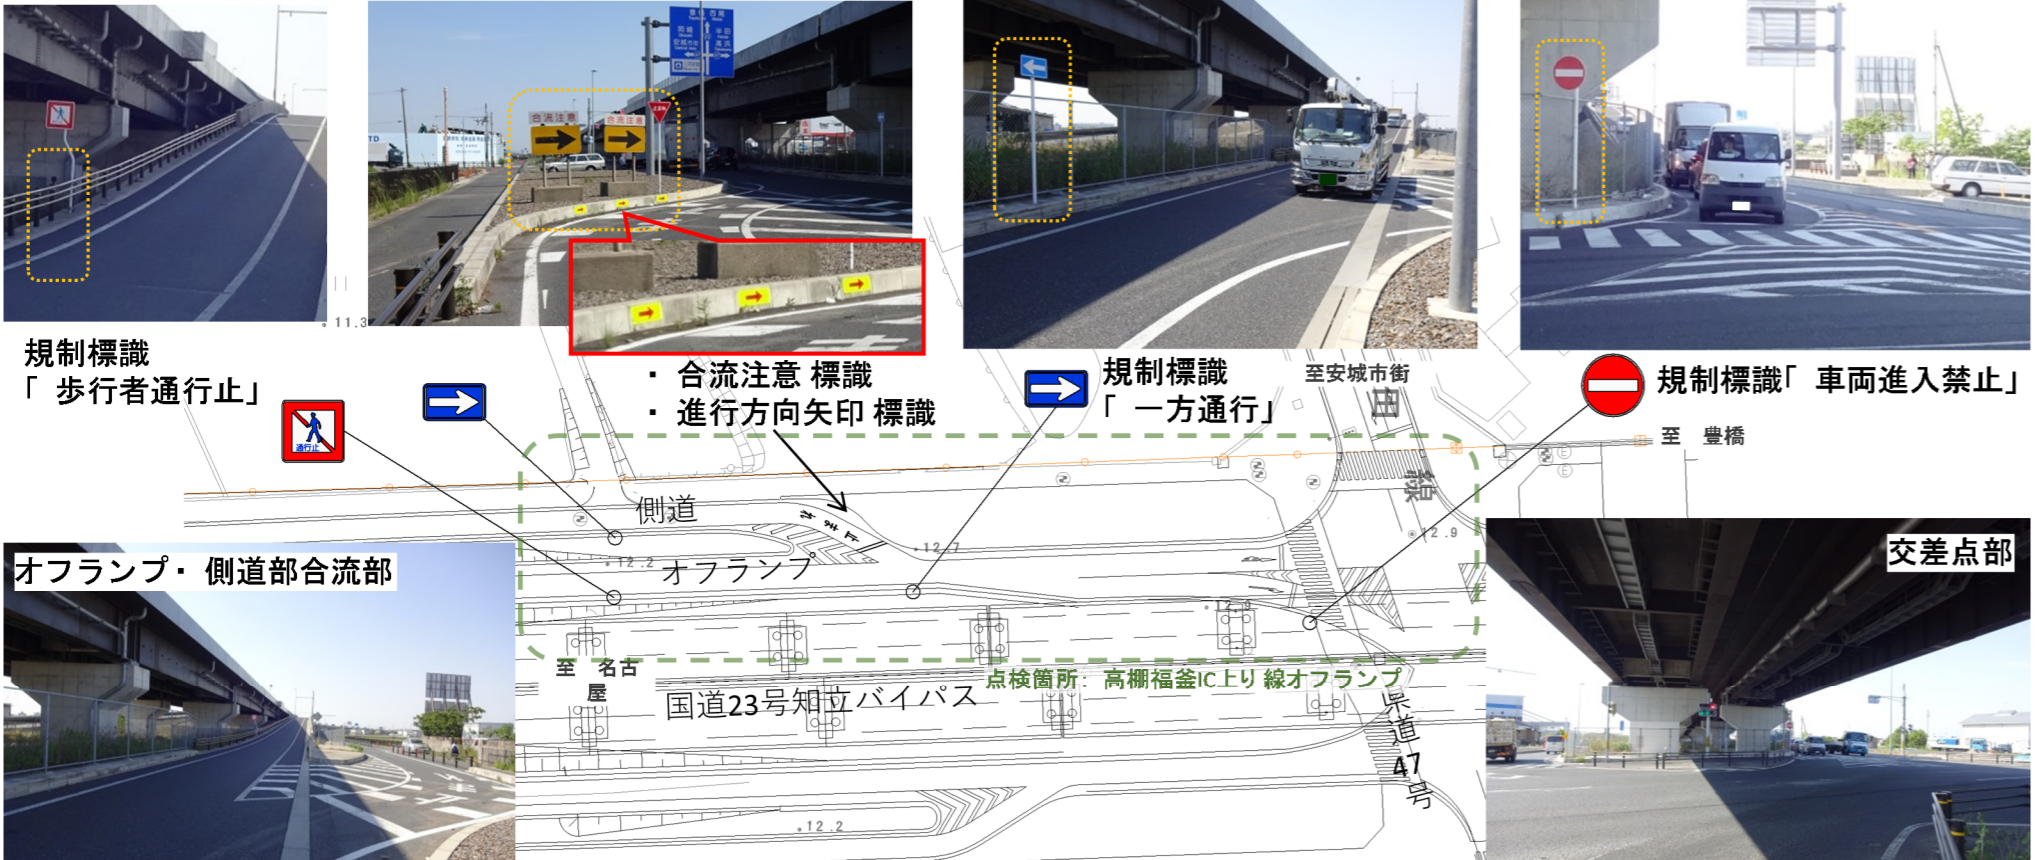 合流注意
合流注意
11.3
規制標識
「 歩行者通行止」
通行止
・ 合流注意 標識
・ 進行方向矢印 標識
規制標識
「 一方通行」
至安城市街
規制標識「 車両進入禁止」
至 豊橋
田
線
側道
オフランプ
12.2
12.7
12.9
12.9
オフランプ・ 側道部合流部
交差点部
至 名古
屋
点検箇所: 高棚福釜IC上り線オフランプ
国道23号知立バイパス
県道47号
12.2